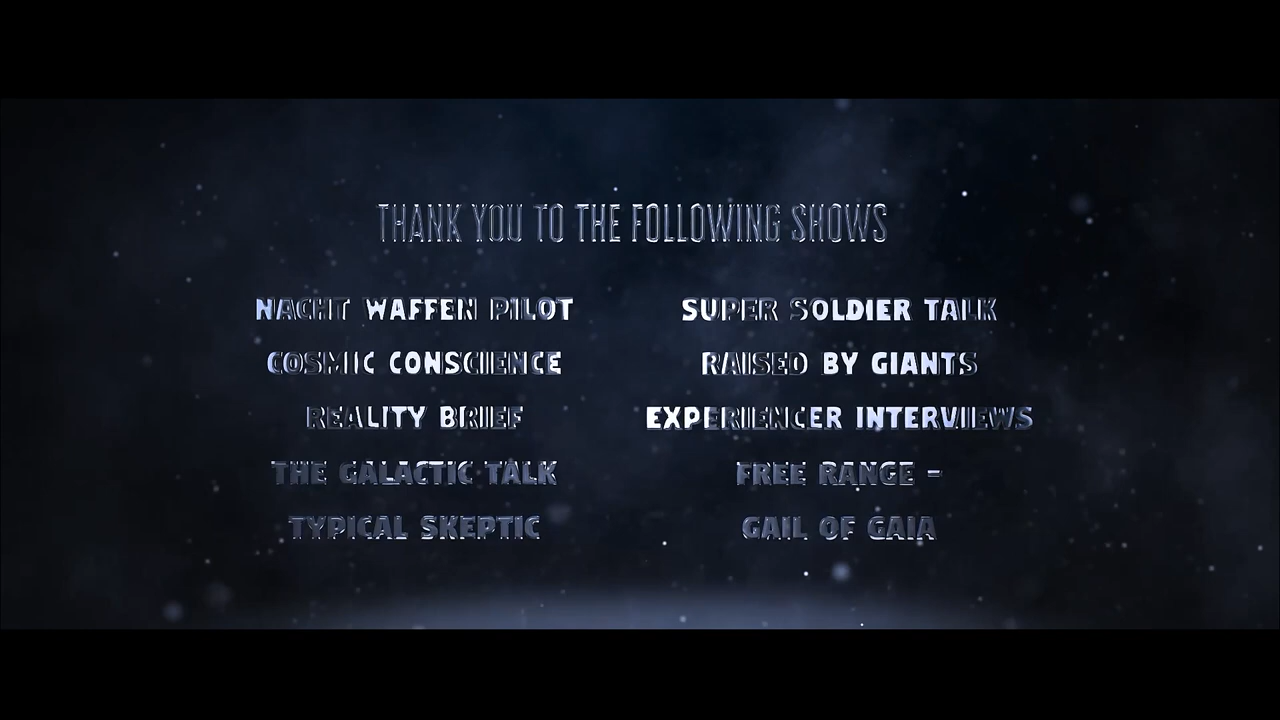 THANK YOU TO THE FOLLOWING SHOWS
NACHT WAFFEN PILOT
SUPER SOLDIER TALK
COSMIC CONSCIENCE
RAISED BY GIANTS
REALITY BRIEF
EXPERIENCER INTERVIEWS
THE GALACTIC TALK
FREE RANGE -
TYPICAL SKEPTIC
GAIL OF GAIA